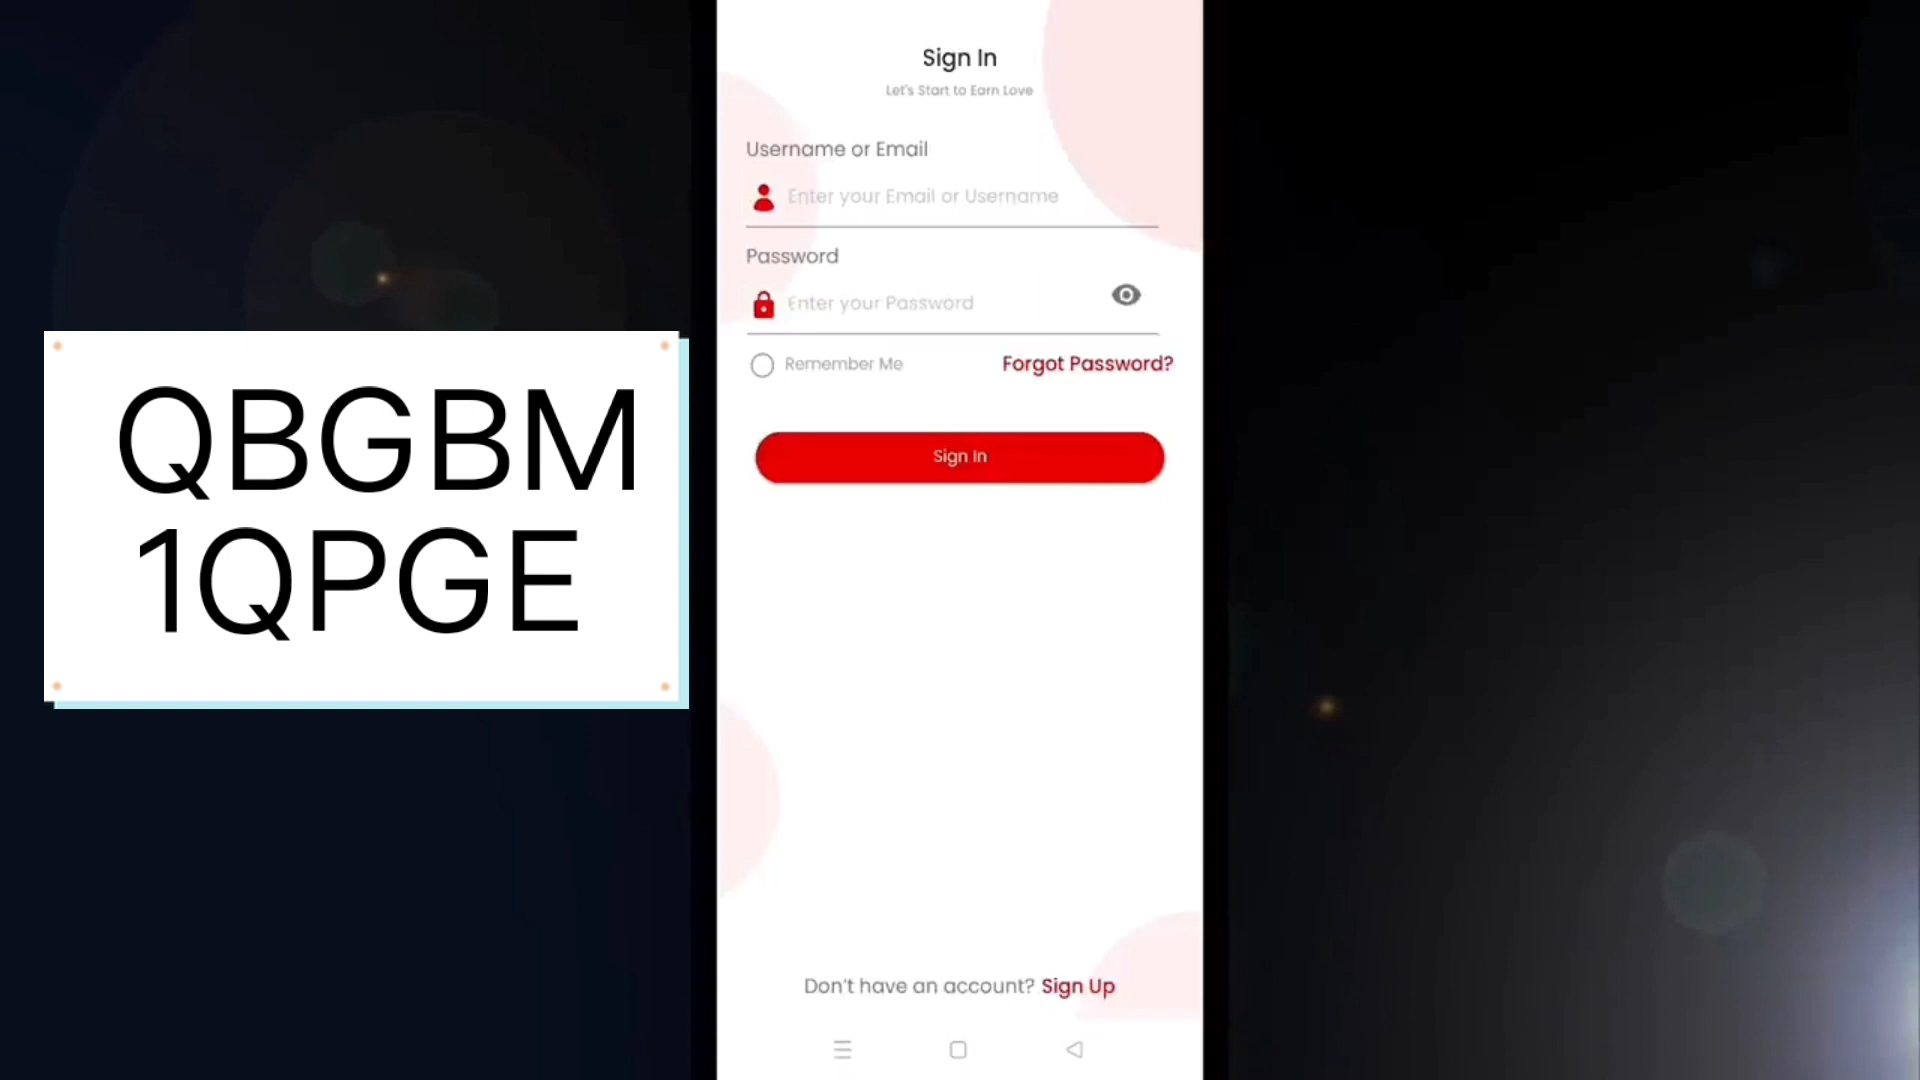 QBGBM
1QPGE
Sign In
Let's Start to Earn Love
Username or Email
Enter your Email or Username
Password
Enter your Password
Remember Me
Forgot Password?
Sign In
Don't have an account? Sign Up